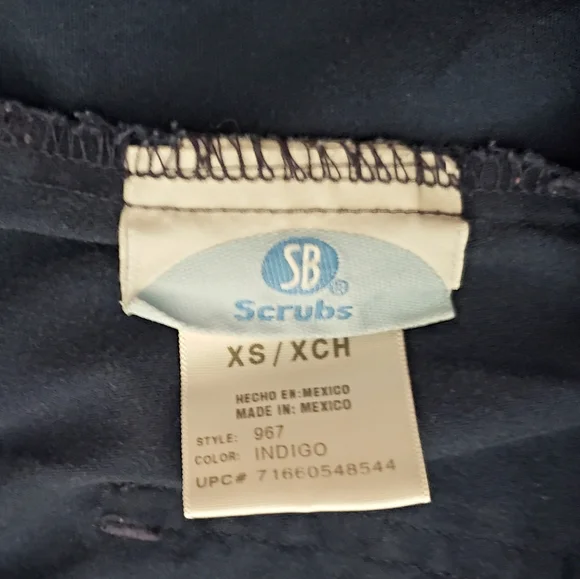 SB®
Scrubs
XS / XCH
HECHO EN: MEXICO
MADE IN: MEXICO
STYLE: 967
COLOR: INDIGO
UPC# 71660548544